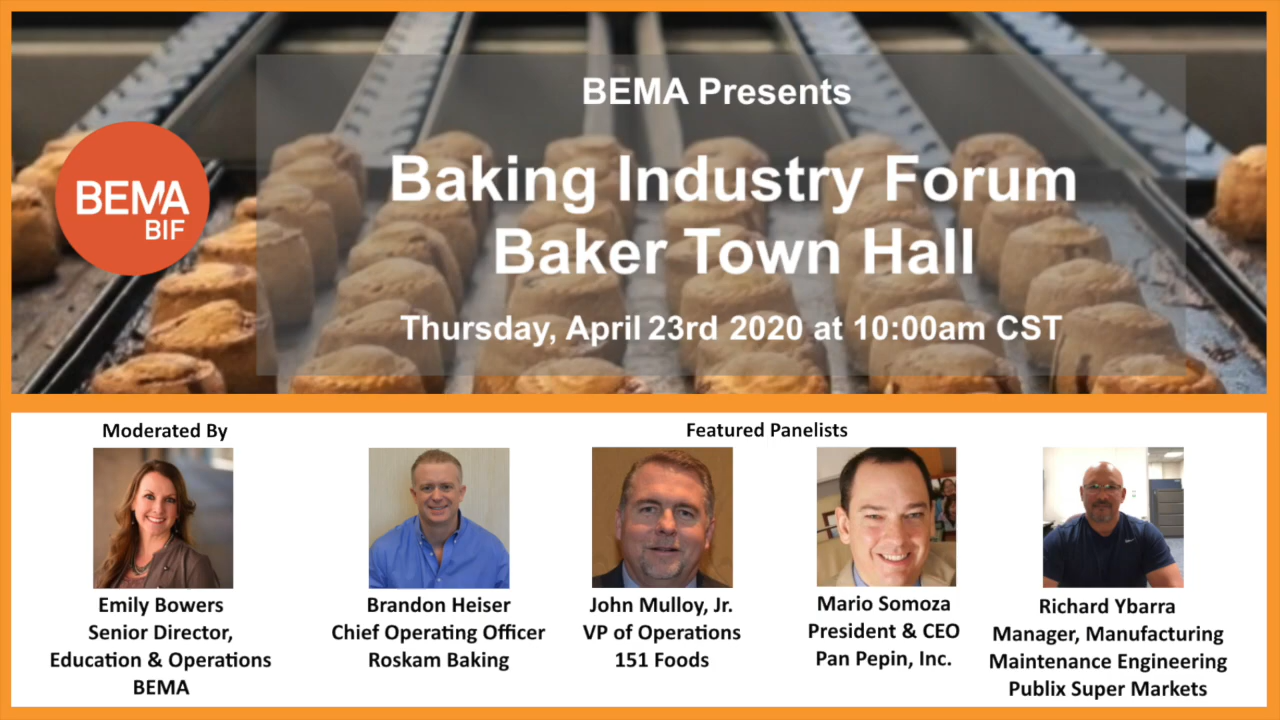 BEMA Presents
Baking Industry Forum
Baker Town Hall
Thursday, April 23rd 2020 at 10:00am CST
BEMA
BIF
Moderated By
Featured Panelists
Emily Bowers
Senior Director,
Education & Operations
BEMA
Brandon Heiser
Chief Operating Officer
Roskam Baking
John Mulloy, Jr.
VP of Operations
151 Foods
Mario Somoza
President & CEO
Pan Pepin, Inc.
Richard Ybarra
Manager, Manufacturing
Maintenance Engineering
Publix Super Markets